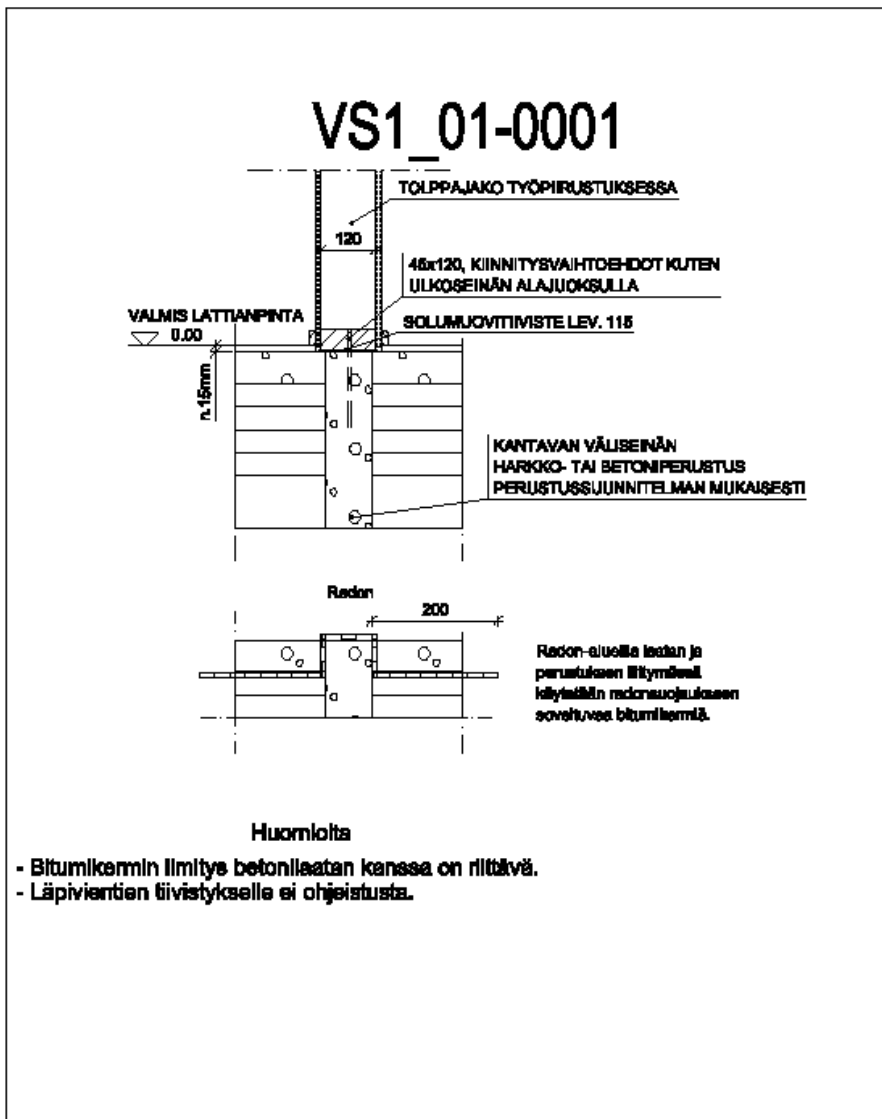 VS1_01-0001
TOLPPAJAKO TYÖPIIRUSTUKSESSA
120
45x120, KIINNITYSVAIHTOEHDOT KUTEN
ULKOSEINÄN ALAJUOKSULLA
VALMIS LATTIANPINTA
0.00
SOLUMUOVITIIVISTE LEV. 115
n.15mm
KANTAVAN VÄLISEINÄN
HARKKO- TAI BETONIPERUSTUS
PERUSTUSSUUNNITELMAN MUKAISESTI
Radon
200
Radon-alueilla laatan ja
perustuksen liittymässä
käytetään radonsuojaukseen
soveltuvaa bitumikermiä.
Huomioita
- Bitumikermin limitys betonilaatan kanssa on riittävä.
- Läpivientien tiivistykselle ei ohjeistusta.